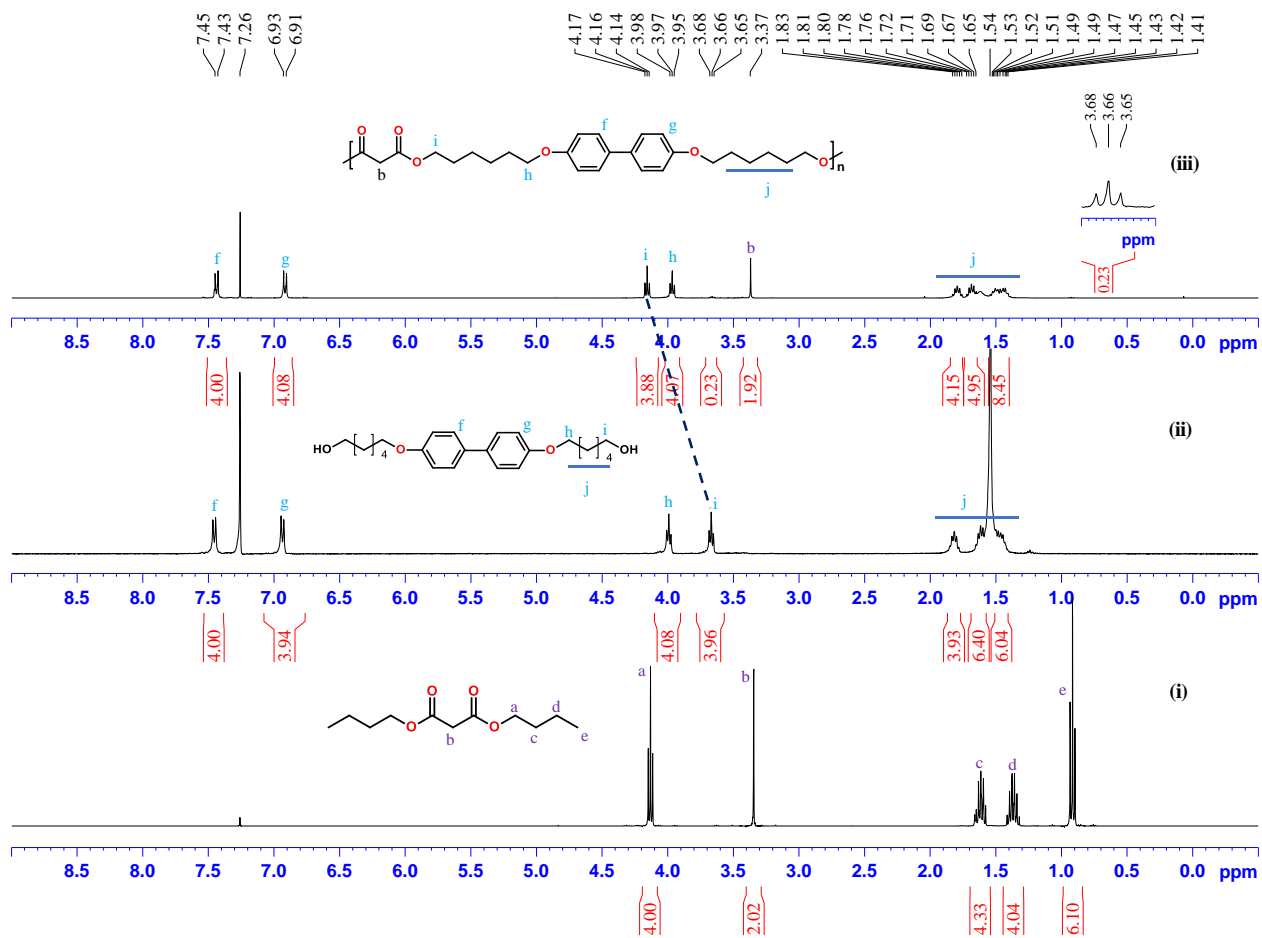 7.45 7.43 7.26 6.93 6.91 4.17 4.16 4.14 3.98 3.97 3.95 3.68 3.66 3.65 3.37 1.83 1.81 1.80 1.78 1.76 1.72 1.71 1.69 1.67 1.65 1.54 1.53 1.52 1.51 1.49 1.49 1.47 1.45 1.43 1.42 1.41
3.68 3.66 3.65
O O i f g
O O O O n
b h j
(iii)
ppm
0.23
f g i h b j
8.5 8.0 7.5 7.0 6.5 6.0 5.5 5.0 4.5 4.0 3.5 3.0 2.5 2.0 1.5 1.0 0.5 0.0 ppm
4.00 4.08 3.88 4.07 0.23 1.92 4.15 4.95 8.45
f g h i
HO 4 O O 4 OH
j
(ii)
f g h i j
8.5 8.0 7.5 7.0 6.5 6.0 5.5 5.0 4.5 4.0 3.5 3.0 2.5 2.0 1.5 1.0 0.5 0.0 ppm
4.00 3.94 4.08 3.96 3.93 6.40 6.04
O O
O O a d
b c e
(i)
a b c d e
8.5 8.0 7.5 7.0 6.5 6.0 5.5 5.0 4.5 4.0 3.5 3.0 2.5 2.0 1.5 1.0 0.5 0.0 ppm
4.00 2.02 4.33 4.04 6.10